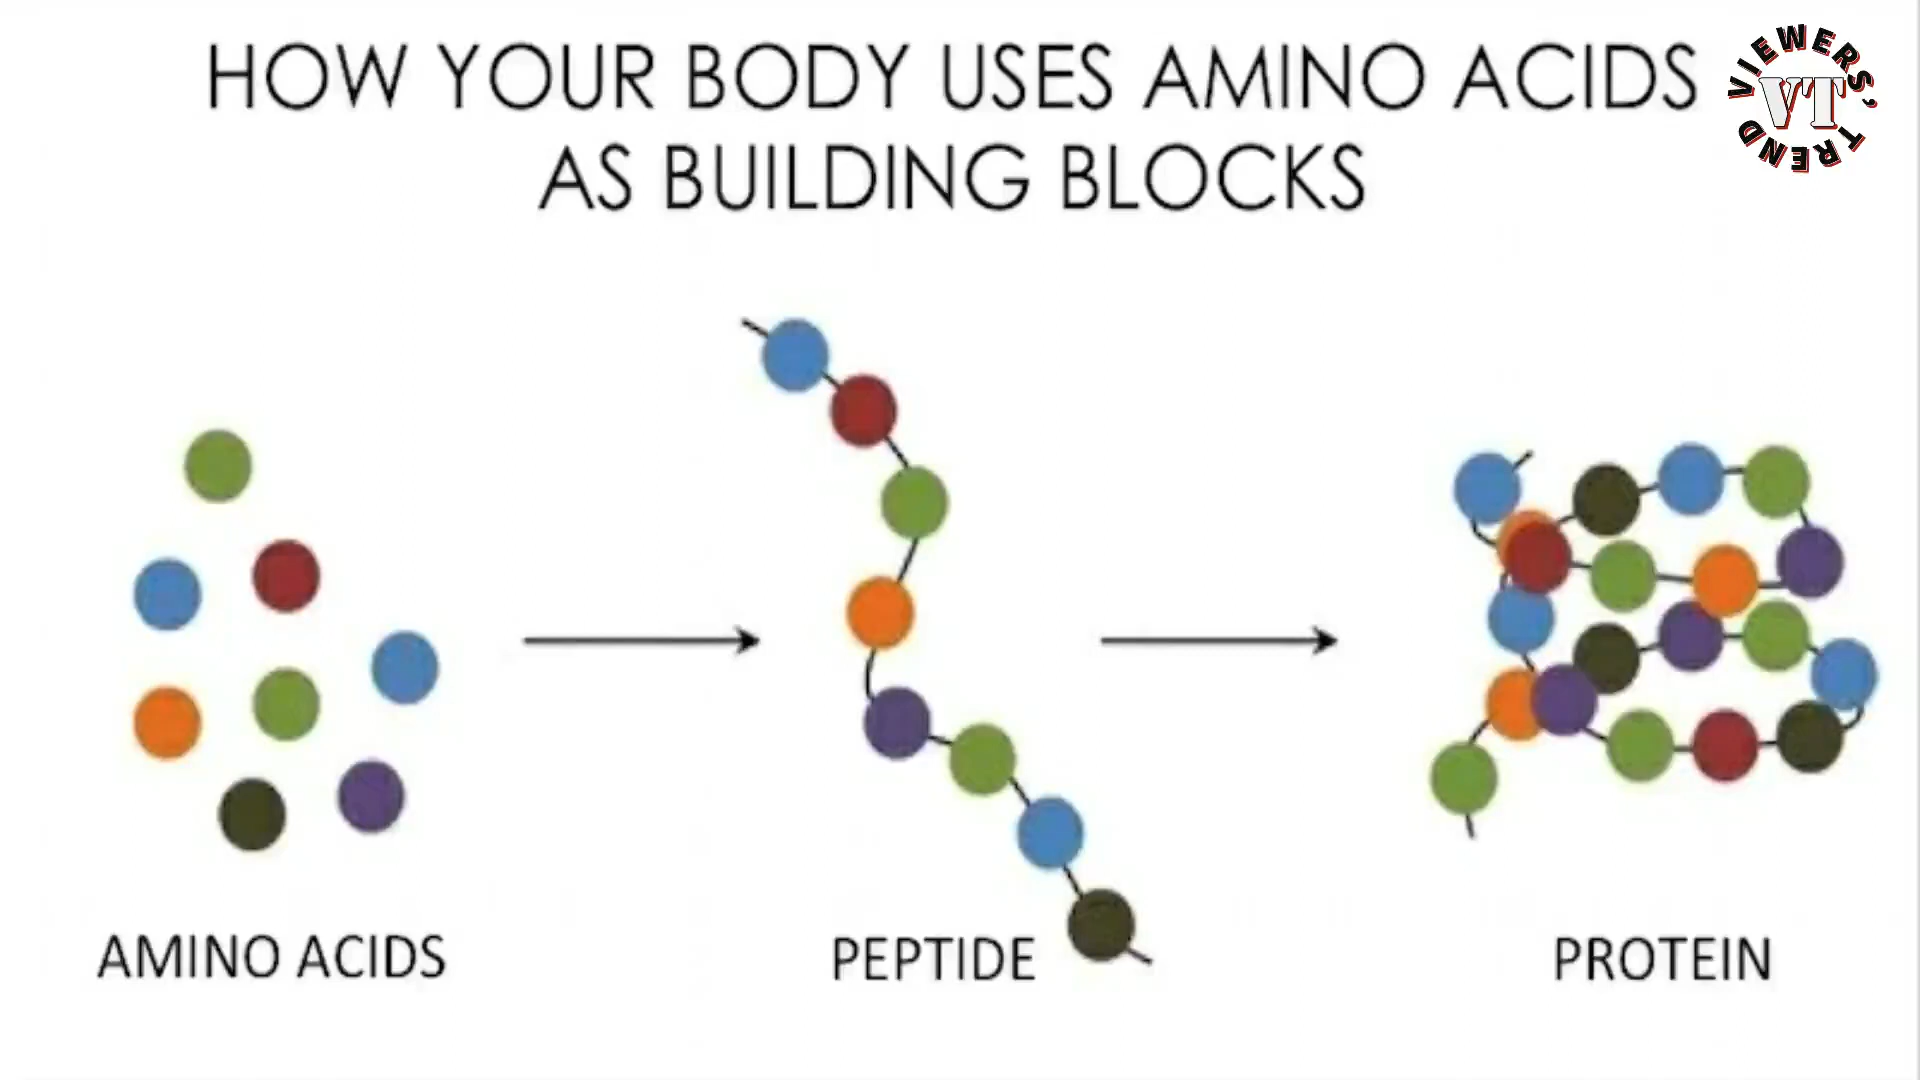 HOW YOUR BODY USES AMINO ACIDS
AS BUILDING BLOCKS
VIEWERS'
VT
TREND
AMINO ACIDS
PEPTIDE
PROTEIN